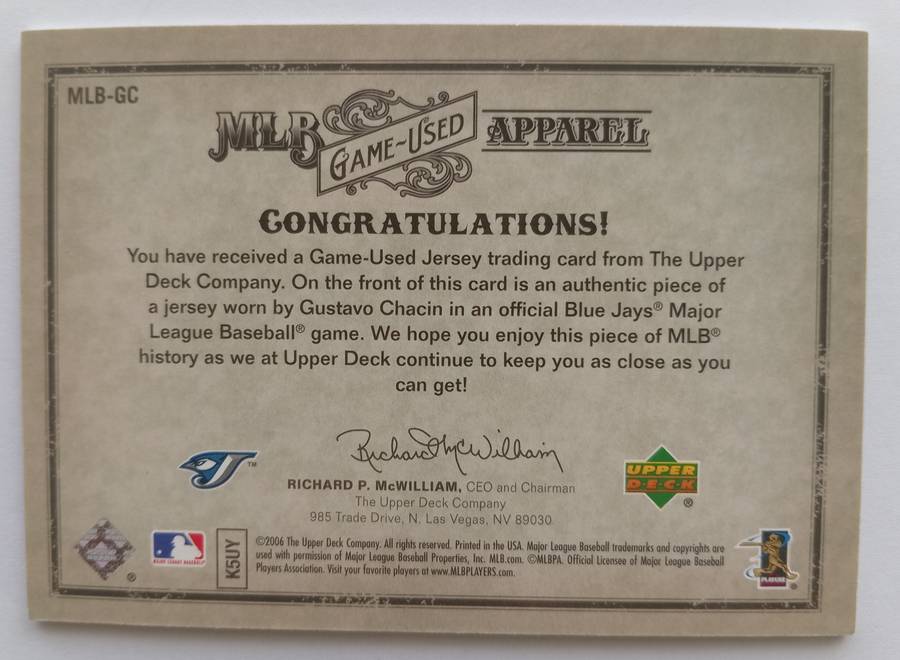 MLB-GC
MLB GAME-USED APPAREL
CONGRATULATIONS!
You have received a Game-Used Jersey trading card from The Upper
Deck Company. On the front of this card is an authentic piece of
a jersey worn by Gustavo Chacin in an official Blue Jays® Major
League Baseball® game. We hope you enjoy this piece of MLB®
history as we at Upper Deck continue to keep you as close as you
can get!
Richard P. McWilliam
RICHARD P. McWILLIAM, CEO and Chairman
The Upper Deck Company
985 Trade Drive, N. Las Vegas, NV 89030
J™
UPPER
DECK®
MAJOR LEAGUE BASEBALL®
K5UY
©2006 The Upper Deck Company. All rights reserved. Printed in the USA. Major League Baseball trademarks and copyrights are
used with permission of Major League Baseball Properties, Inc. MLB.com. ©MLBPA. Official Licensee of Major League Baseball
Players Association. Visit your favorite players at www.MLBPLAYERS.com.
PLAYERS